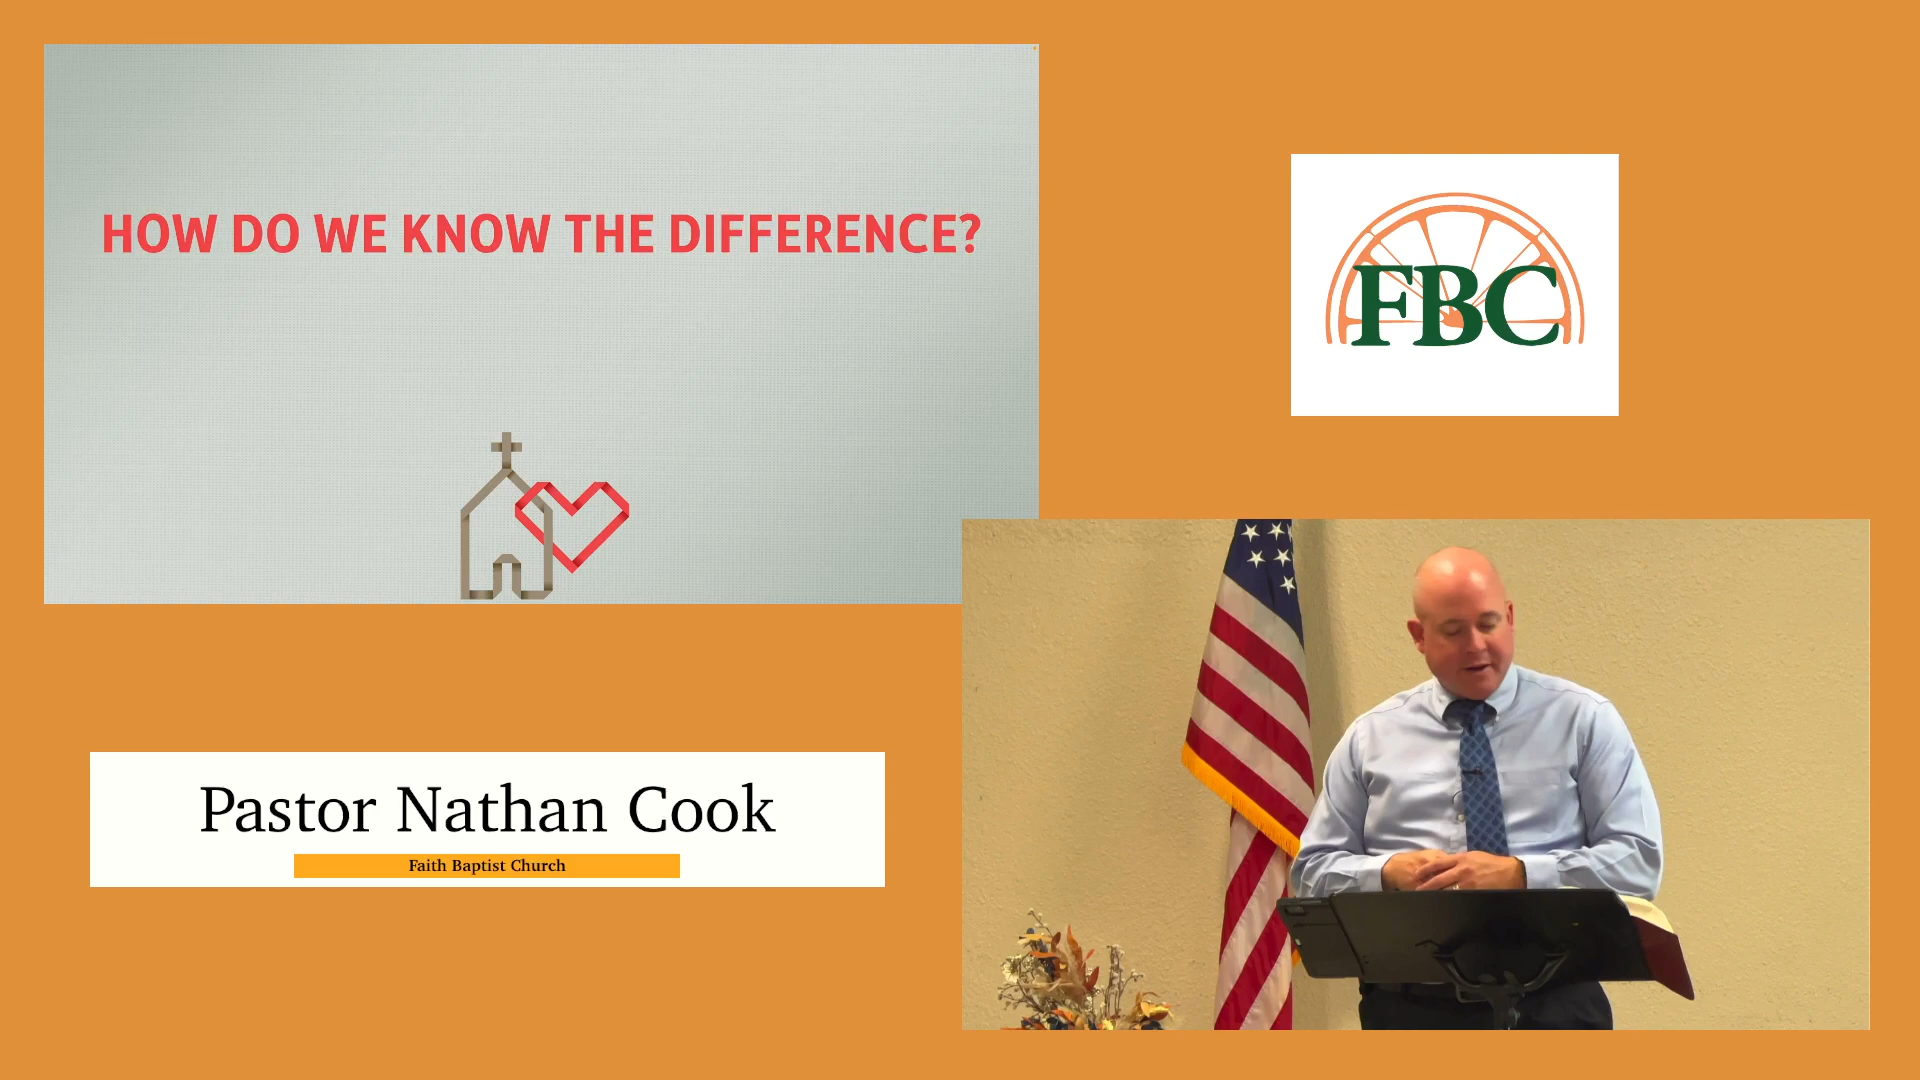 HOW DO WE KNOW THE DIFFERENCE?
FBC
Pastor Nathan Cook
Faith Baptist Church